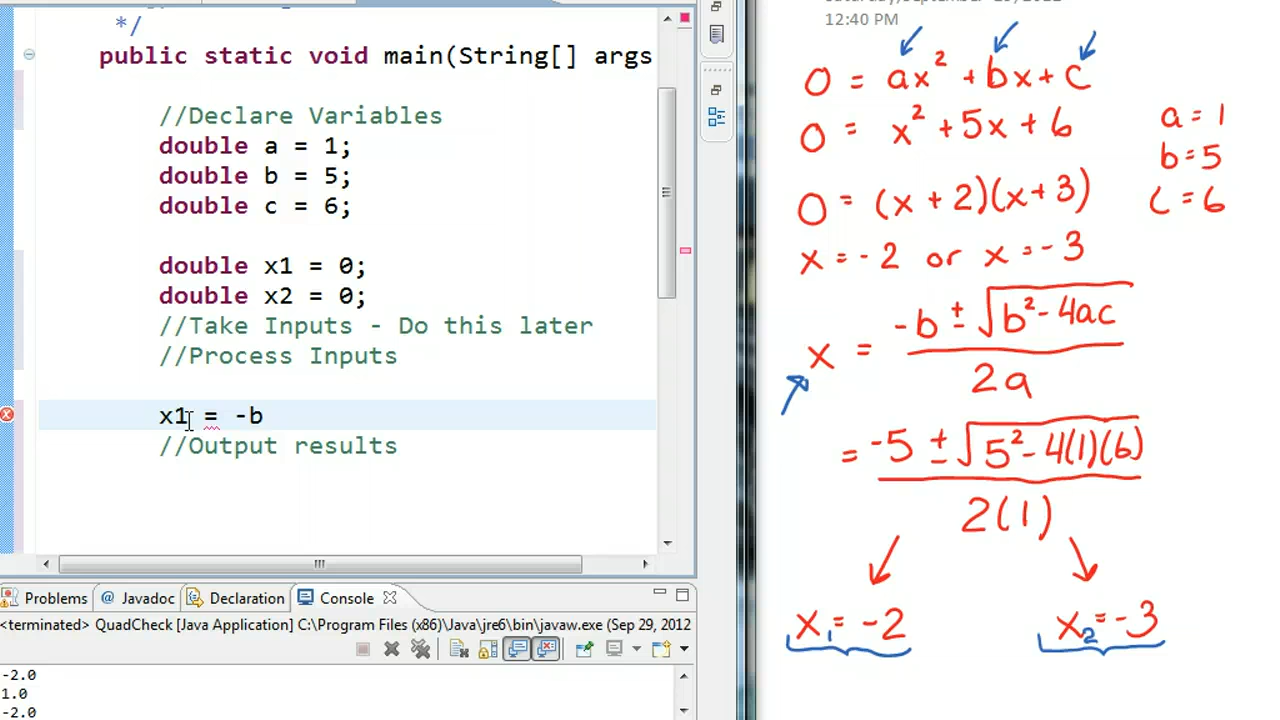 */
public static void main(String[] args
//Declare Variables
double a = 1;
double b = 5;
double c = 6;
double x1 = 0;
double x2 = 0;
//Take Inputs - Do this later
//Process Inputs
x1 = -b
//Output results
Problems @ Javadoc Declaration Console
<terminated> QuadCheck [Java Application] C:\Program Files (x86)\Java\jre6\bin\javaw.exe (Sep 29, 2012
-2.0
1.0
-2.0
12:40 PM
0 = ax² + bx + c
0 = x² + 5x + 6
a = 1
b = 5
c = 6
0 = (x + 2)(x + 3)
x = -2 or x = -3
x = -b ± √b² - 4ac
2a
= -5 ± √5² - 4(1)(6)
2(1)
x₁ = -2 x₂ = -3